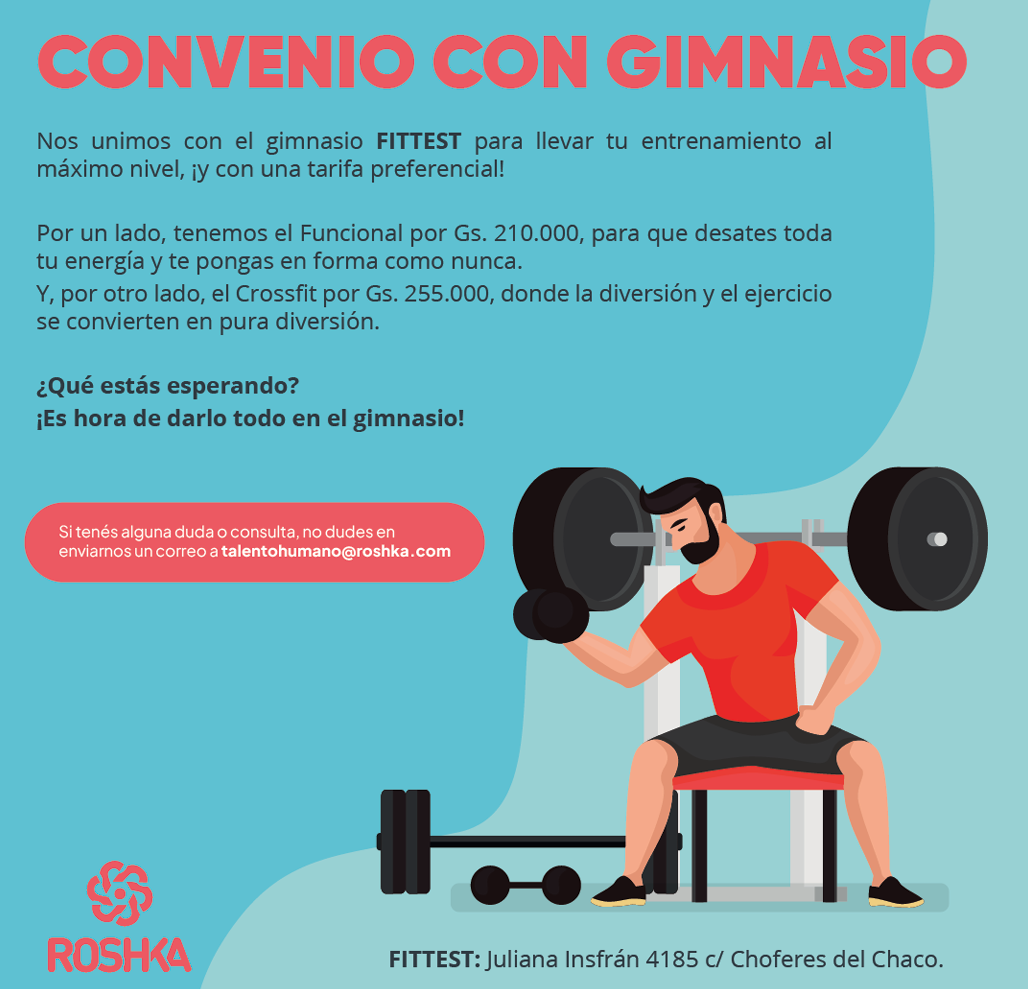 CONVENIO CON GIMNASIO
Nos unimos con el gimnasio FITTEST para llevar tu entrenamiento al
máximo nivel, ¡y con una tarifa preferencial!
Por un lado, tenemos el Funcional por Gs. 210.000, para que desates toda
tu energía y te pongas en forma como nunca.
Y, por otro lado, el Crossfit por Gs. 255.000, donde la diversión y el ejercicio
se convierten en pura diversión.
¿Qué estás esperando?
¡Es hora de darlo todo en el gimnasio!
Si tenés alguna duda o consulta, no dudes en
enviarnos un correo a talentohumano@roshka.com
ROSHKA
FITTEST: Juliana Insfrán 4185 c/ Choferes del Chaco.